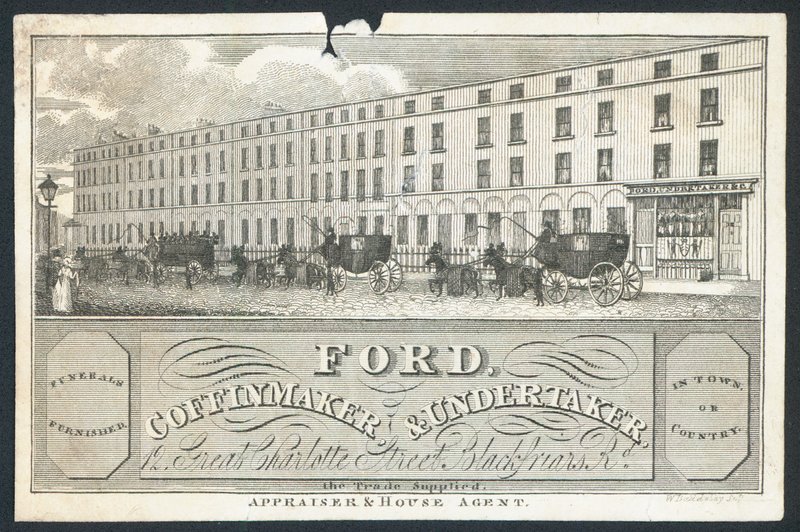 FORD, UNDERTAKER & C.
FUNERALS
FURNISHED.
FORD.
COFFINMAKER, & UNDERTAKER.
12, Great Charlotte Street, Blackfriars Rd.
IN TOWN,
OR
COUNTRY.
the Trade Supplied.
APPRAISER & HOUSE AGENT.